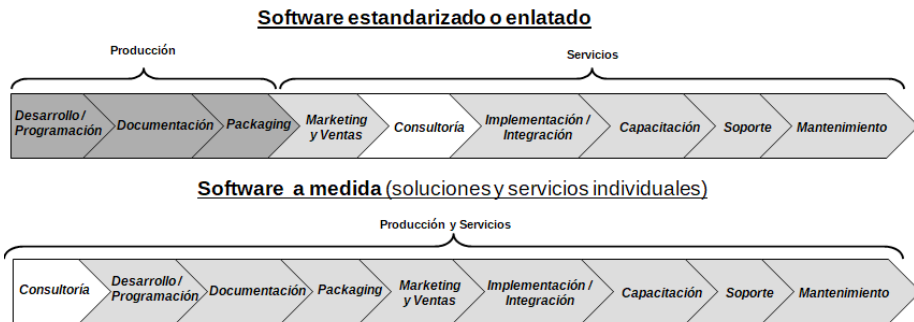 Software estandarizado o enlatado
Producción
Servicios
Desarrollo /
Programación
Documentación
Packaging
Marketing
y Ventas
Consultoría
Implementación /
Integración
Capacitación
Soporte
Mantenimiento
Software a medida (soluciones y servicios individuales)
Producción y Servicios
Consultoría
Desarrollo /
Programación
Documentación
Packaging
Marketing
y Ventas
Implementación /
Integración
Capacitación
Soporte
Mantenimiento